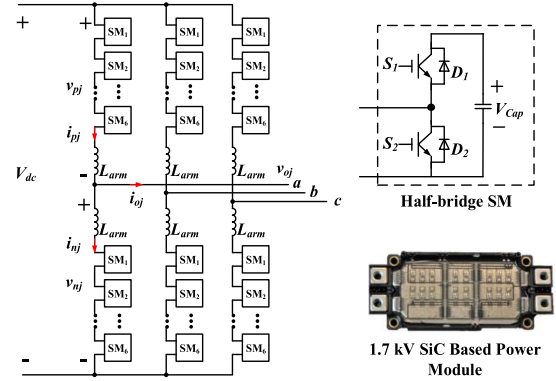 + +
SM1 SM1 SM1
SM2 SM2 SM2
vpj
SM6 SM6 SM6
ipj
Vdc
Larm Larm Larm
- voj
a
+ ioj b
c
Larm Larm Larm
inj
SM1 SM1 SM1
vnj
SM2 SM2 SM2
SM6 SM6 SM6
- -
S1 D1
+
VCap
S2 D2
−
Half-bridge SM
1.7 kV SiC Based Power
Module